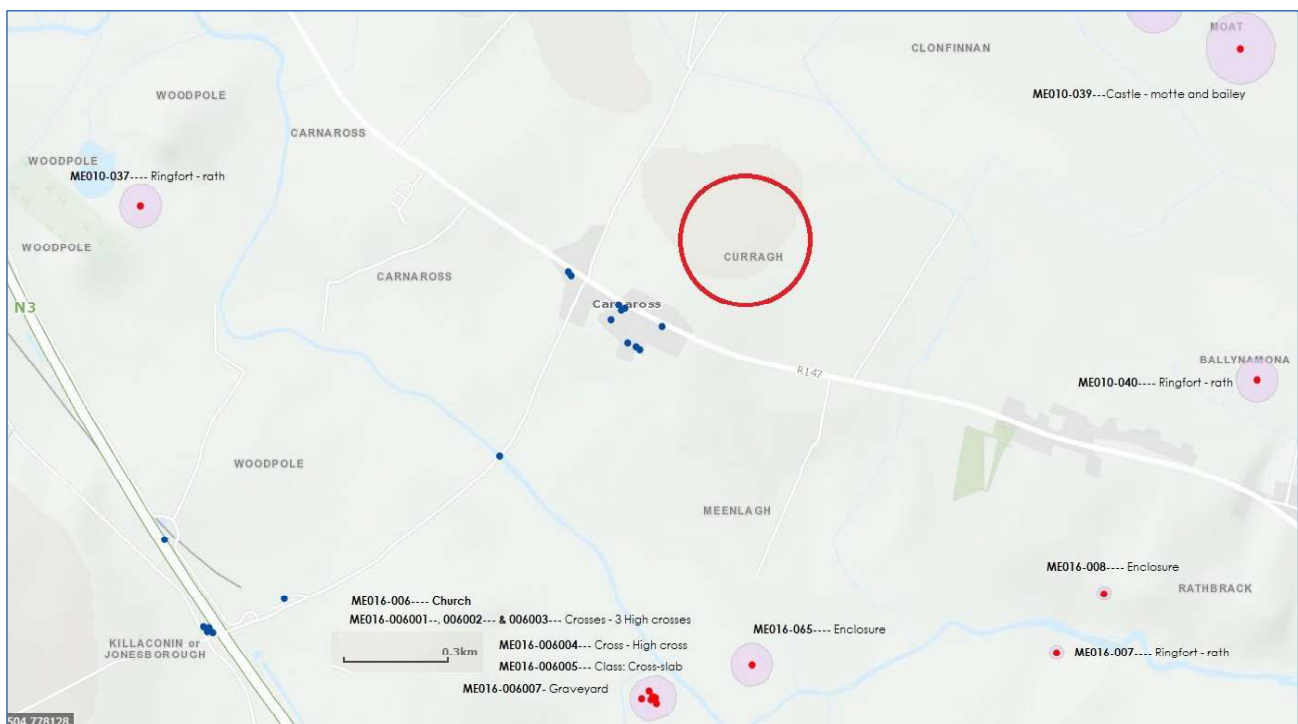 MOAT
CLONFINNAN
WOODPOLE
ME010-039---Castle - motte and bailey
CARNAROSS
WOODPOLE
ME010-037---- Ringfort - rath
WOODPOLE
CURRAGH
CARNAROSS
N3
Carnaross
BALLYNAMONA
R147
ME010-040---- Ringfort - rath
WOODPOLE
MEENLAGH
ME016-008---- Enclosure
RATHBRACK
ME016-006---- Church
ME016-006001--, 006002--- & 006003--- Crosses - 3 High crosses
ME016-065---- Enclosure
KILLACONIN or
JONESBOROUGH
0.3km
ME016-006004--- Cross - High cross
ME016-007---- Ringfort - rath
ME016-006005--- Class: Cross-slab
ME016-006007- Graveyard
504,778128